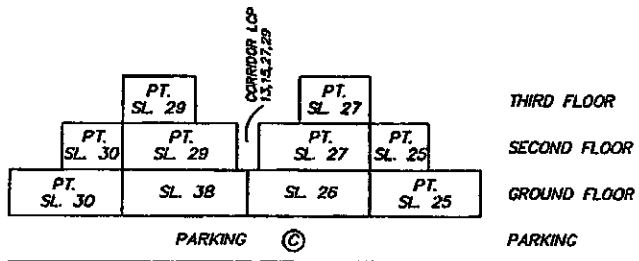 CORRIDOR LCP
13,15,27,29
PT.
SL. 29
PT.
SL. 27
THIRD FLOOR
PT.
SL. 30
PT.
SL. 29
PT.
SL. 27
PT.
SL. 25
SECOND FLOOR
PT.
SL. 30
SL. 38
SL. 26
PT.
SL. 25
GROUND FLOOR
PARKING Ⓒ PARKING